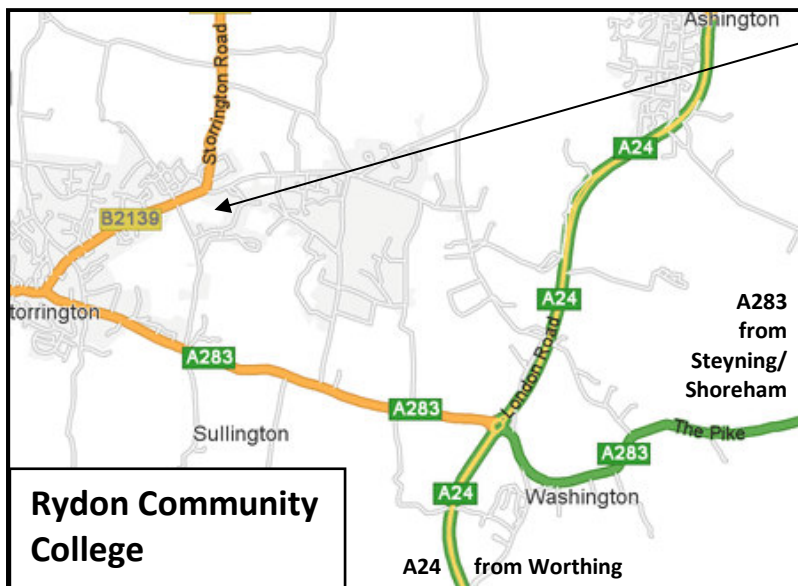 Ashington
Storrington Road
A24
B2139
A24
A283
from
Steyning/
Shoreham
torrington
A283
London Road
A283
The Pike
Sullington
A283
A24
Washington
Rydon Community
College
A24 from Worthing